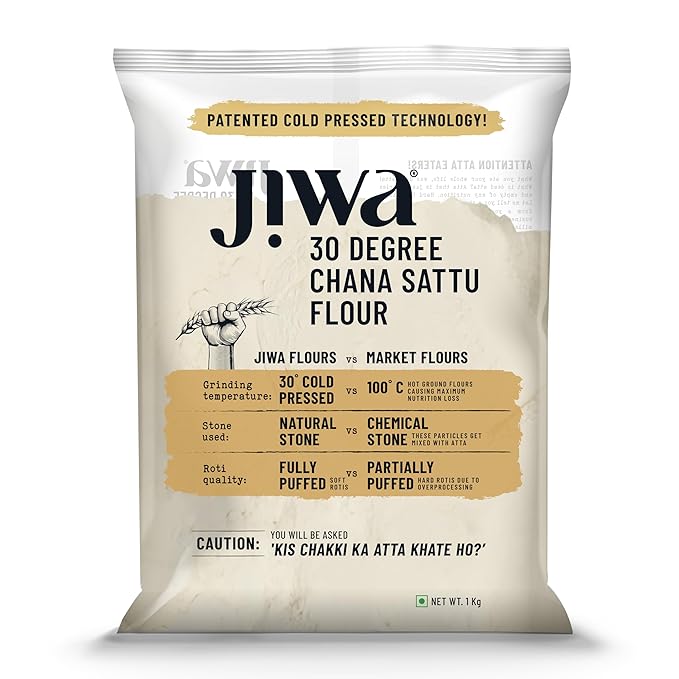 PATENTED COLD PRESSED TECHNOLOGY!
ATTENTION ATTA EATERS!
Jiwa®
30 DEGREE
30 DEGREE
CHANA SATTU
FLOUR
JIWA FLOURS vs MARKET FLOURS
Grinding temperature: 30° COLD PRESSED vs 100° C HOT GROUND FLOURS CAUSING MAXIMUM NUTRITION LOSS
Stone used: NATURAL STONE vs CHEMICAL STONE THESE PARTICLES GET MIXED WITH ATTA
Roti quality: FULLY PUFFED SOFT ROTIS vs PARTIALLY PUFFED HARD ROTIS DUE TO OVERPROCESSING
CAUTION: YOU WILL BE ASKED
'KIS CHAKKI KA ATTA KHATE HO?'
NET WT. 1 Kg